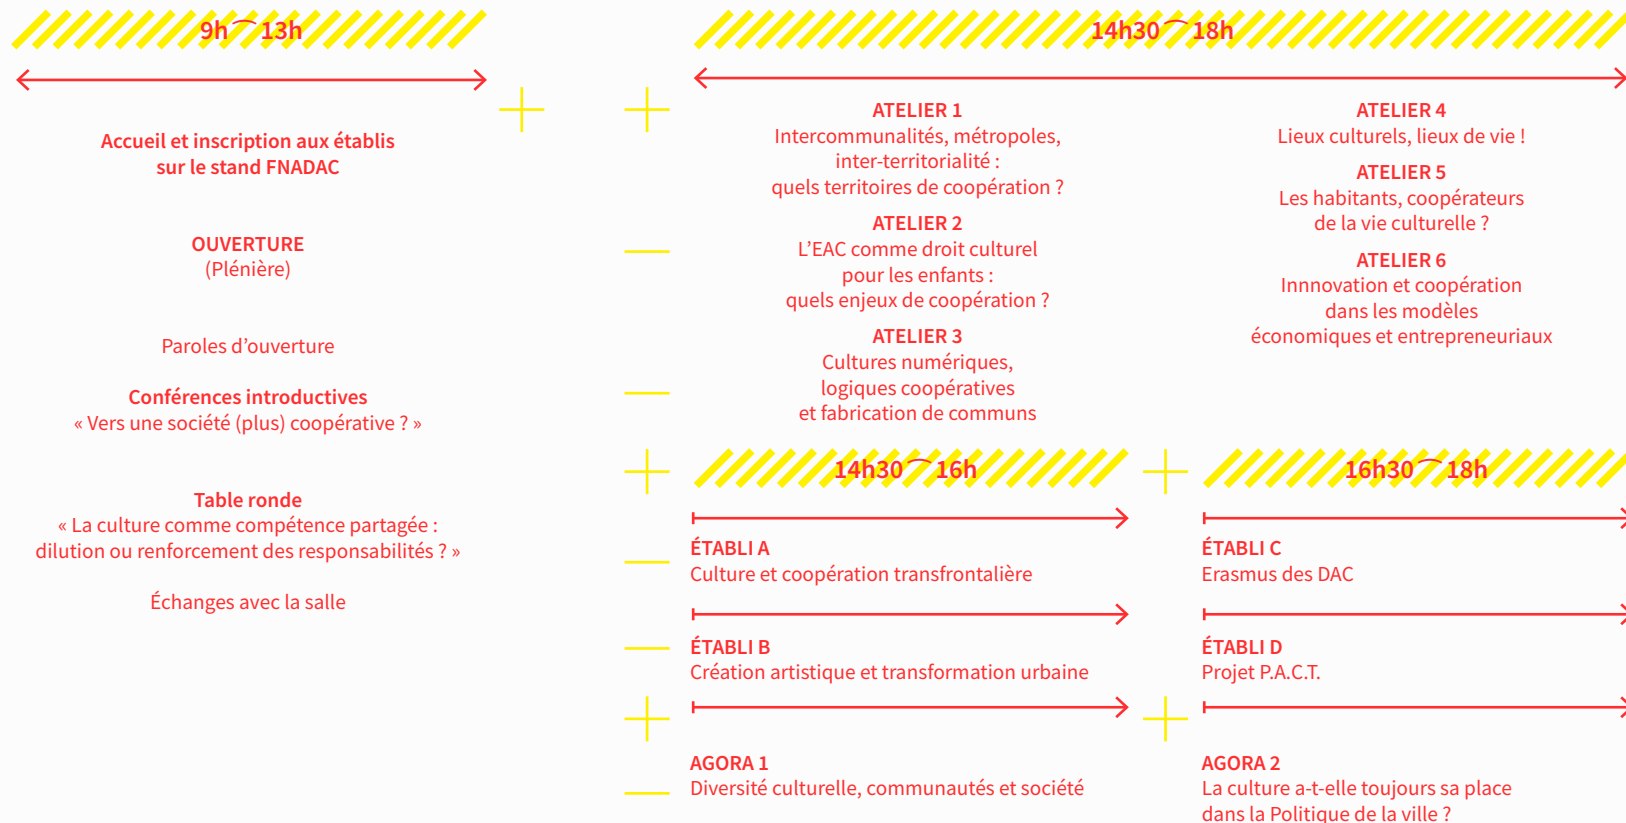 9h⁀13h
Accueil et inscription aux établis
sur le stand FNADAC
OUVERTURE
(Plénière)
Paroles d’ouverture
Conférences introductives
« Vers une société (plus) coopérative ? »
Table ronde
« La culture comme compétence partagée :
dilution ou renforcement des responsabilités ? »
Échanges avec la salle
14h30⁀18h
ATELIER 1
Intercommunalités, métropoles,
inter-territorialité :
quels territoires de coopération ?
ATELIER 2
L’EAC comme droit culturel
pour les enfants :
quels enjeux de coopération ?
ATELIER 3
Cultures numériques,
logiques coopératives
et fabrication de communs
ATELIER 4
Lieux culturels, lieux de vie !
ATELIER 5
Les habitants, coopérateurs
de la vie culturelle ?
ATELIER 6
Innnovation et coopération
dans les modèles
économiques et entrepreneuriaux
14h30⁀16h
ÉTABLI A
Culture et coopération transfrontalière
ÉTABLI B
Création artistique et transformation urbaine
AGORA 1
Diversité culturelle, communautés et société
16h30⁀18h
ÉTABLI C
Erasmus des DAC
ÉTABLI D
Projet P.A.C.T.
AGORA 2
La culture a-t-elle toujours sa place
dans la Politique de la ville ?